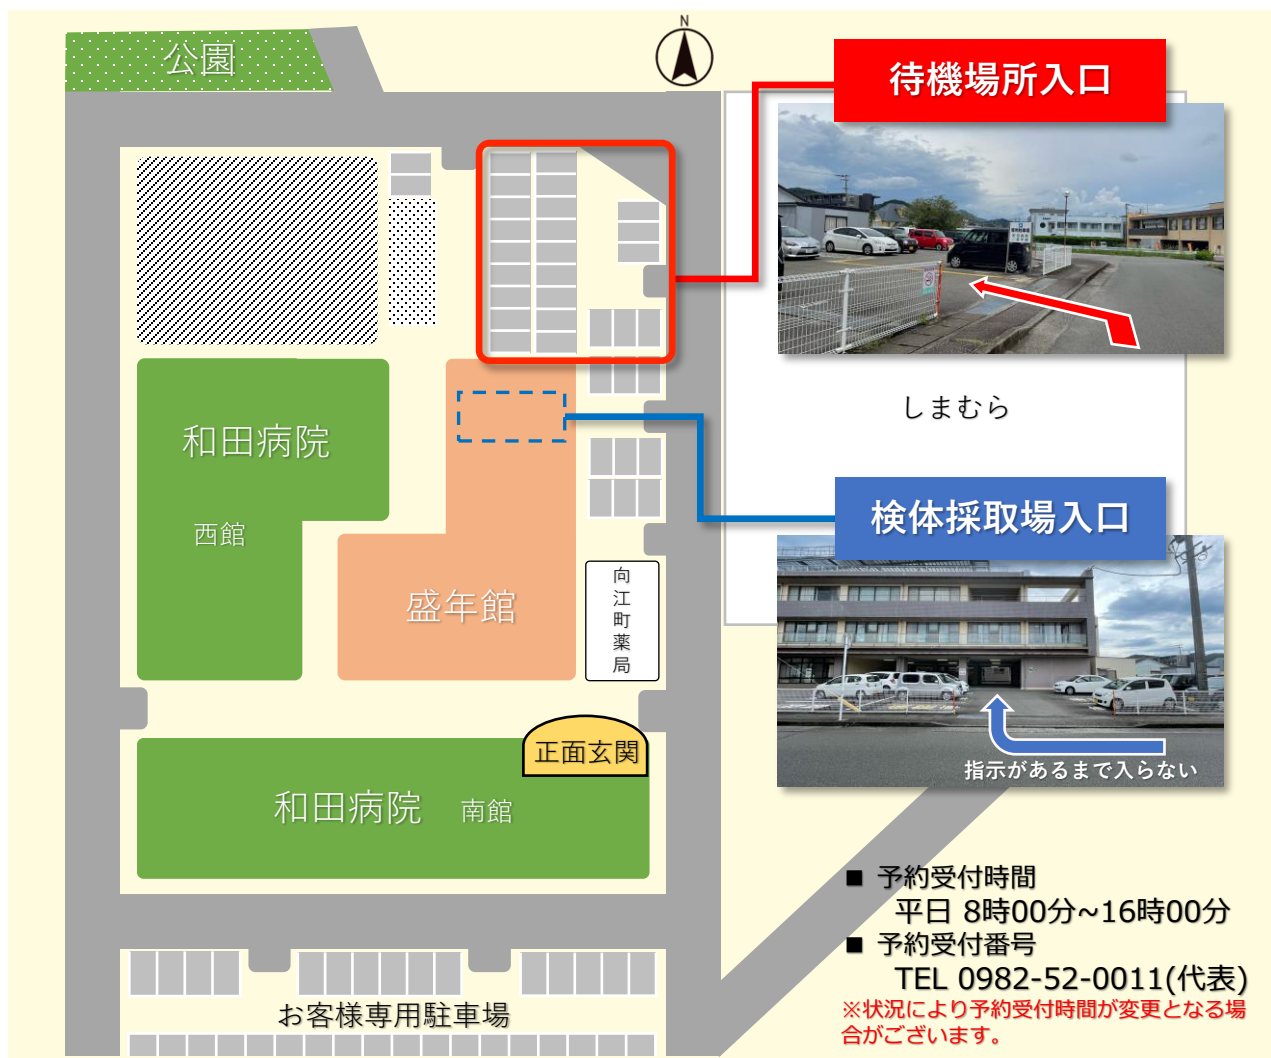 公園
N
待機場所入口
しまむら
和田病院
西館
検体採取場入口
盛年館
向江町薬局
指示があるまで入らない
正面玄関
和田病院 南館
■ 予約受付時間
平日 8時00分~16時00分
■ 予約受付番号
TEL 0982-52-0011(代表)
※状況により予約受付時間が変更となる場
合がございます。
お客様専用駐車場